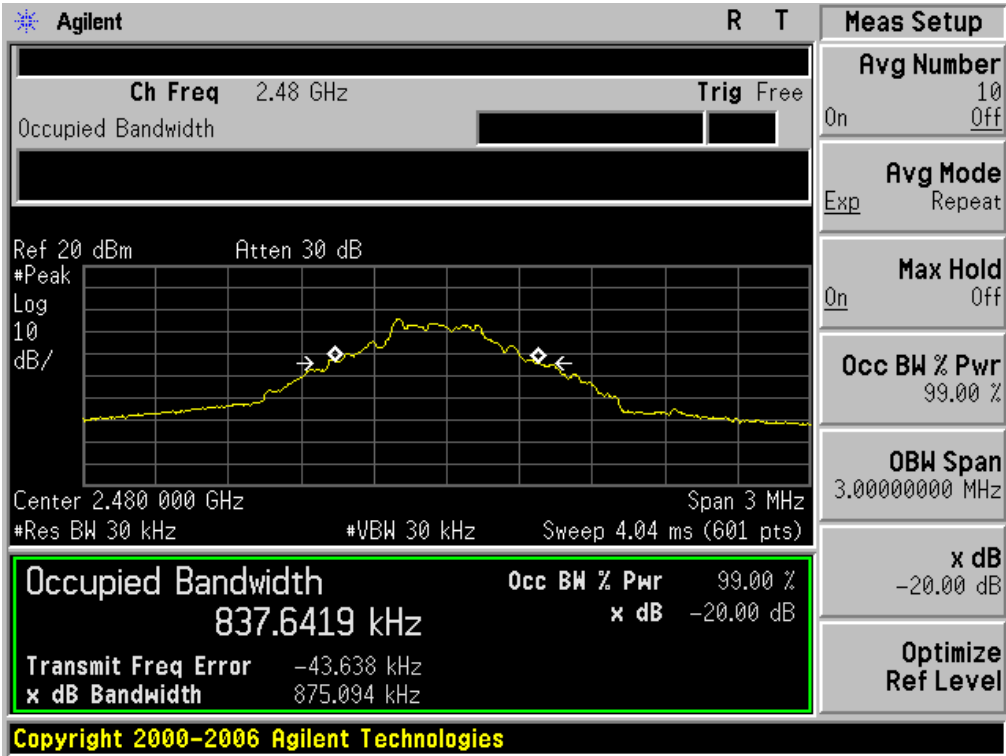 Agilent R T
Meas Setup
Ch Freq 2.48 GHz Trig Free
Occupied Bandwidth
Ref 20 dBm Atten 30 dB
#Peak
Log
10
dB/
Center 2.480 000 GHz Span 3 MHz
#Res BW 30 kHz #VBW 30 kHz Sweep 4.04 ms (601 pts)
Occupied Bandwidth Occ BW % Pwr 99.00 %
837.6419 kHz x dB -20.00 dB
Transmit Freq Error -43.638 kHz
x dB Bandwidth 875.094 kHz
Avg Number
10
On Off
Avg Mode
Exp Repeat
Max Hold
On Off
Occ BW % Pwr
99.00 %
OBW Span
3.00000000 MHz
x dB
-20.00 dB
Optimize
Ref Level
Copyright 2000-2006 Agilent Technologies